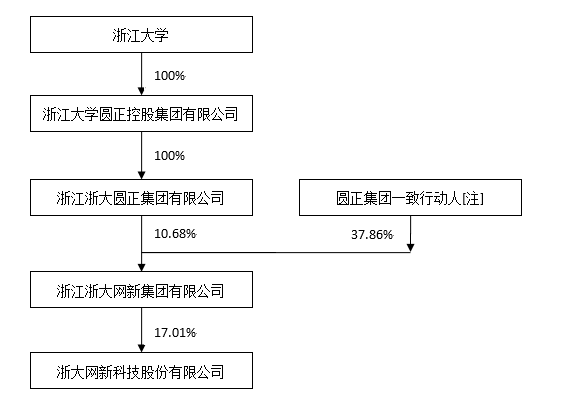 浙江大学
100%
浙江大学圆正控股集团有限公司
100%
浙江浙大圆正集团有限公司
圆正集团一致行动人[注]
10.68%
37.86%
浙江浙大网新集团有限公司
17.01%
浙大网新科技股份有限公司